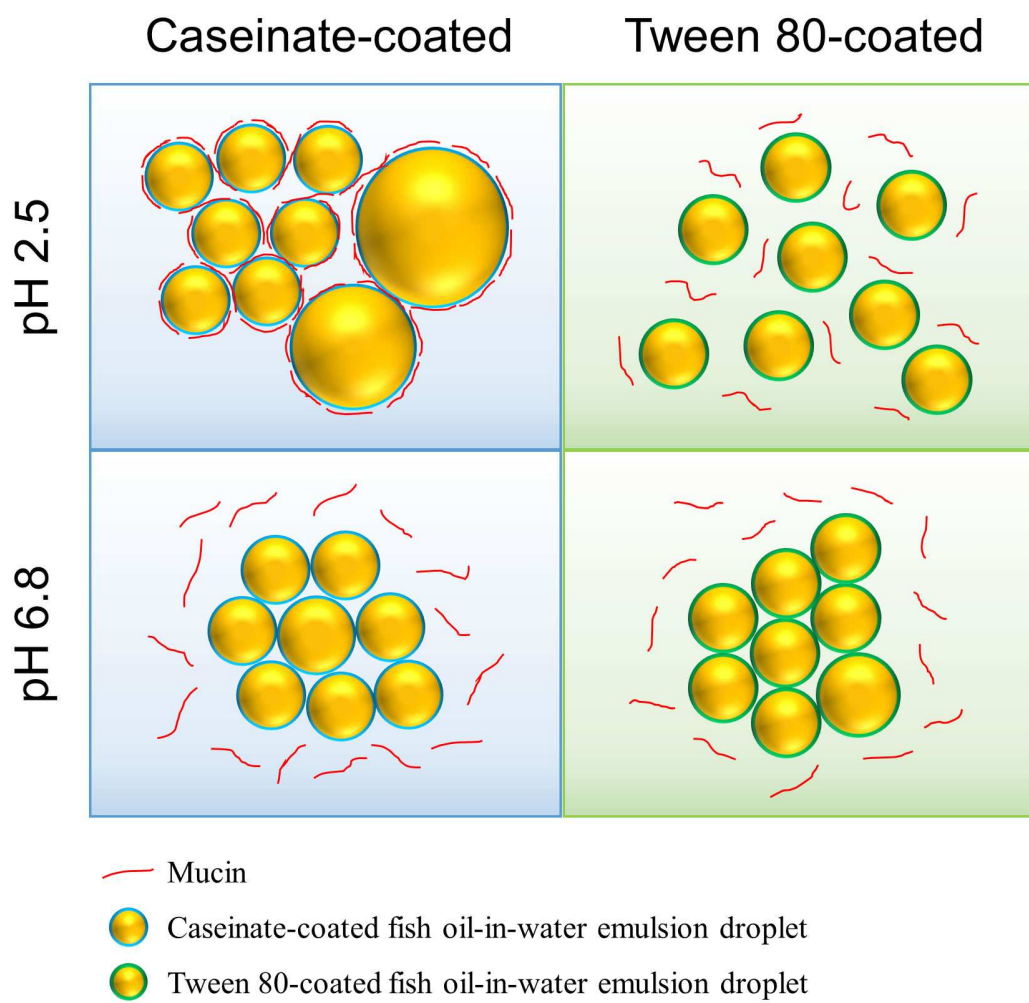 Caseinate-coated
Tween 80-coated
pH 2.5
pH 6.8
Mucin
Caseinate-coated fish oil-in-water emulsion droplet
Tween 80-coated fish oil-in-water emulsion droplet